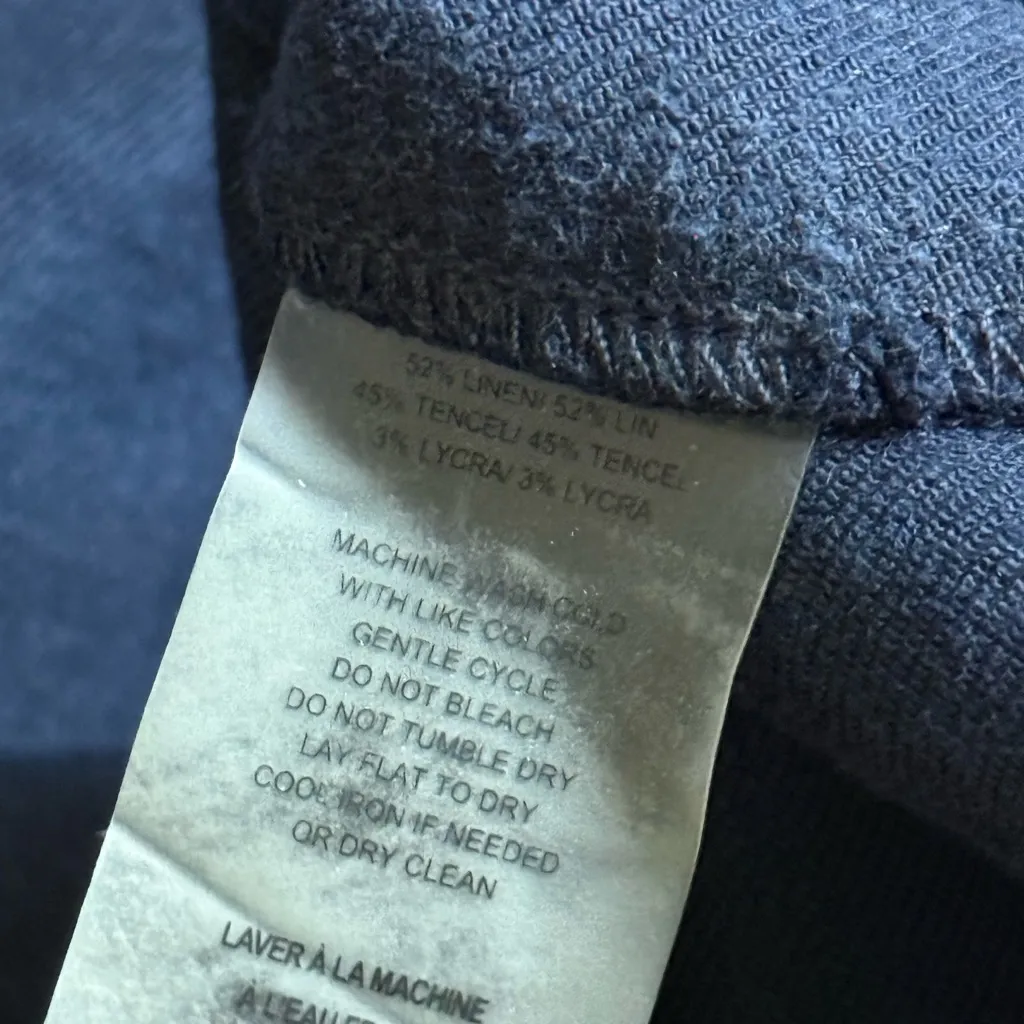 52% LINEN/ 52% LIN
45% TENCEL/ 45% TENCEL
3% LYCRA/ 3% LYCRA
MACHINE WASH COLD
WITH LIKE COLORS
GENTLE CYCLE
DO NOT BLEACH
DO NOT TUMBLE DRY
LAY FLAT TO DRY
COOL IRON IF NEEDED
OR DRY CLEAN
LAVER À LA MACHINE
À L'EAU